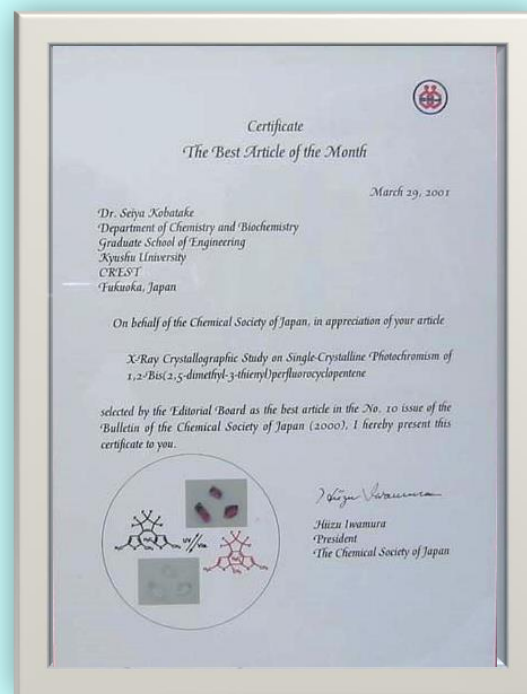 Certificate
The Best Article of the Month
March 29, 2001
Dr. Seiya Kobatake
Department of Chemistry and Biochemistry
Graduate School of Engineering
Kyushu University
CREST
Fukuoka, Japan
On behalf of the Chemical Society of Japan, in appreciation of your article
X-Ray Crystallographic Study on Single-Crystalline Photochromism of
1,2-Bis(2,5-dimethyl-3-thienyl)perfluorocyclopentene
selected by the Editorial Board as the best article in the No. 10 issue of the
Bulletin of the Chemical Society of Japan (2000), I hereby present this
certificate to you.
UV
Vis
Hiizu Iwamura
President
The Chemical Society of Japan